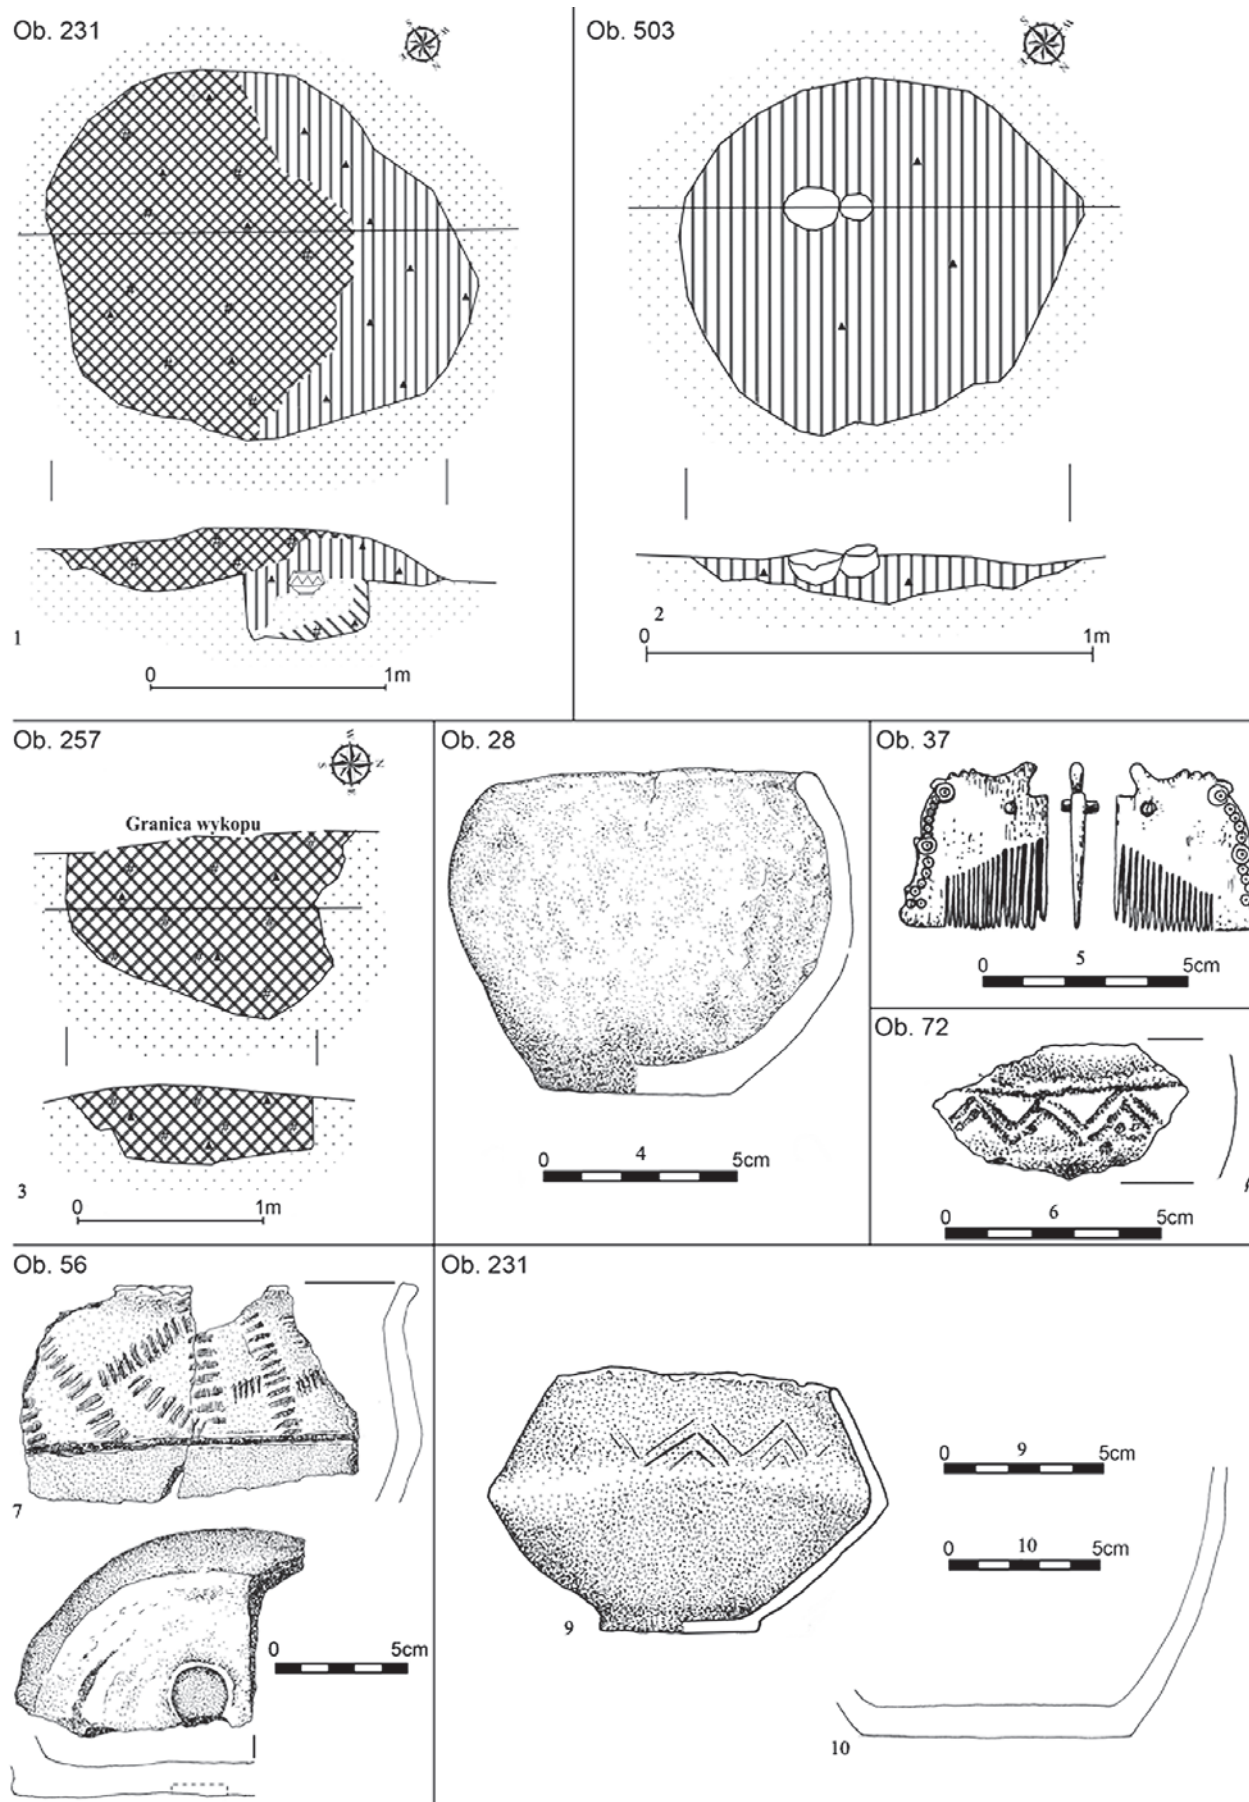 Ob. 231
1
0 1m
Ob. 503
2
0 1m
Ob. 257
Granica wykopu
3
0 1m
Ob. 28
0 4 5cm
Ob. 37
0 5 5cm
Ob. 72
0 6 5cm
Ob. 56
7
0 5cm
Ob. 231
9
0 9 5cm
0 10 5cm
10